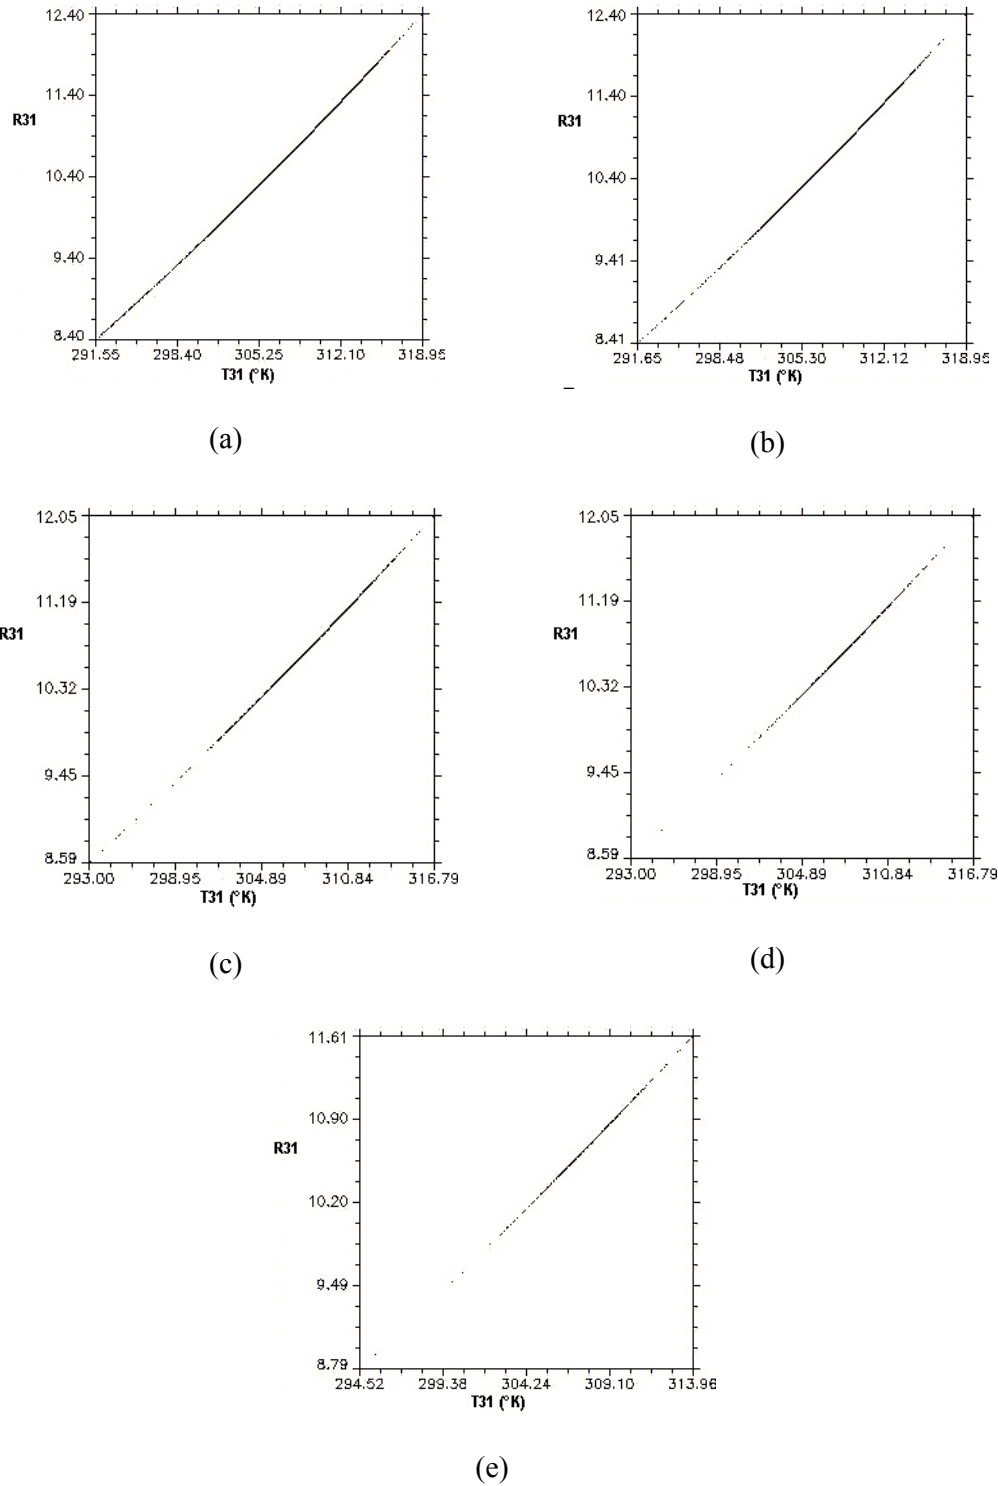 12.40
11.40
R31
10.40
9.40
8.40
291.55 298.40 305.25 312.10 318.95
T31 (°K)
(a)
12.40
11.40
R31
10.40
9.41
8.41
291.65 298.48 305.30 312.12 318.95
T31 (°K)
(b)
12.05
11.19
R31
10.32
9.45
8.59
293.00 298.95 304.89 310.84 316.79
T31 (°K)
(c)
12.05
11.19
R31
10.32
9.45
8.59
293.00 298.95 304.89 310.84 316.79
T31 (°K)
(d)
11.61
10.90
R31
10.20
9.49
8.79
294.52 299.38 304.24 309.10 313.96
T31 (°K)
(e)